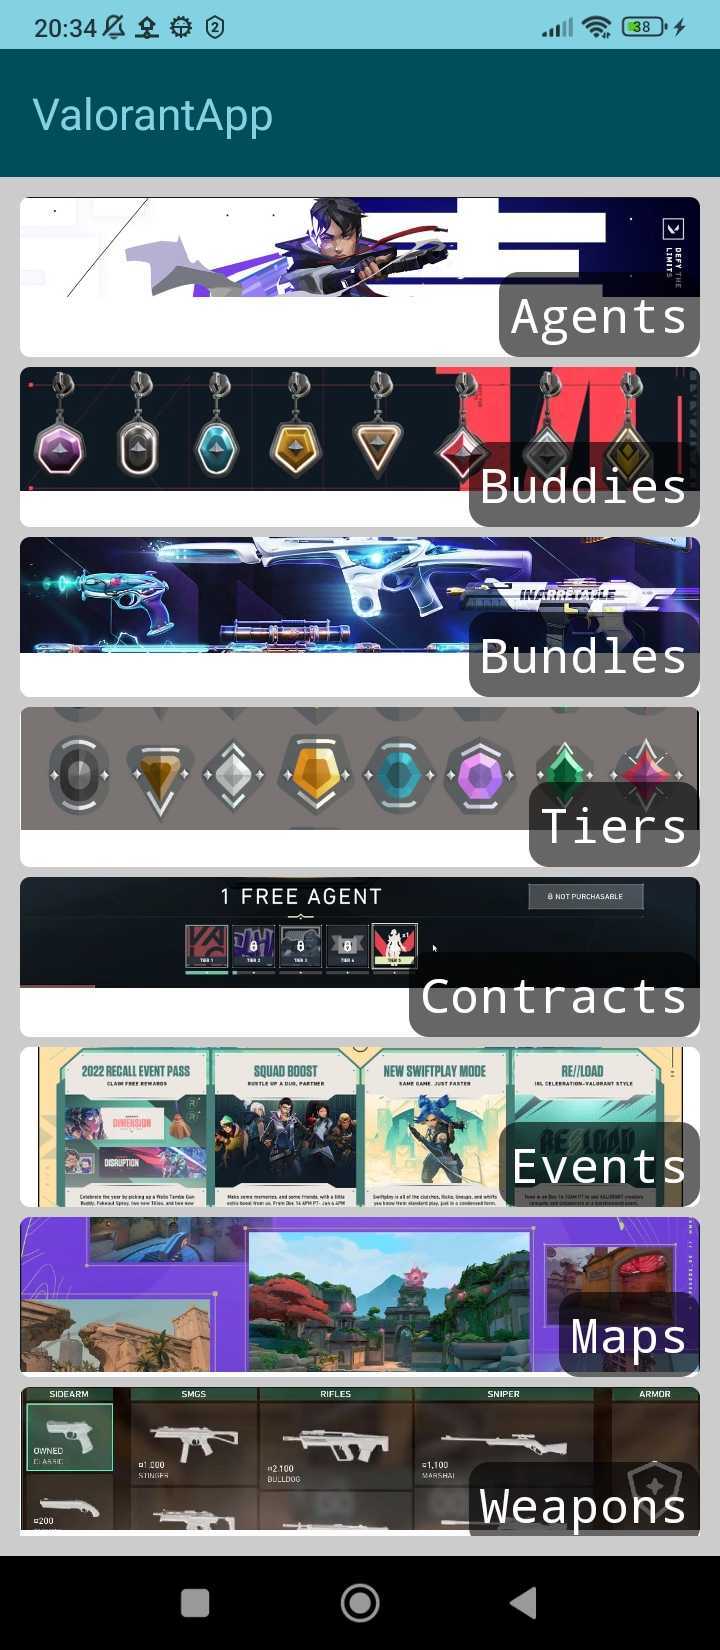 20:34
2
38
ValorantApp
DEFY THE
LIMITS
Agents
Buddies
INARRÊTABLE
Bundles
Tiers
1 FREE AGENT
NOT PURCHASABLE
TIER 1 TIER 2 TIER 3 TIER 4 x1 TIER 5
Contracts
2022 RECALL EVENT PASS
CLAIM FREE REWARDS
DIMENSION
DISRUPTION
SQUAD BOOST
RUSTLE UP A DUO, PARTNER
NEW SWIFTPLAY MODE
SAME GAME. JUST FASTER
RE//LOAD
IRL CELEBRATION-VALORANT STYLE
Events
Maps
SIDEARM SMGS RIFLES SNIPER ARMOR
OWNED
CLASSIC
¤1,000
STINGER
¤2,100
BULLDOG
¤1,100
MARSHAL
¤200
Weapons